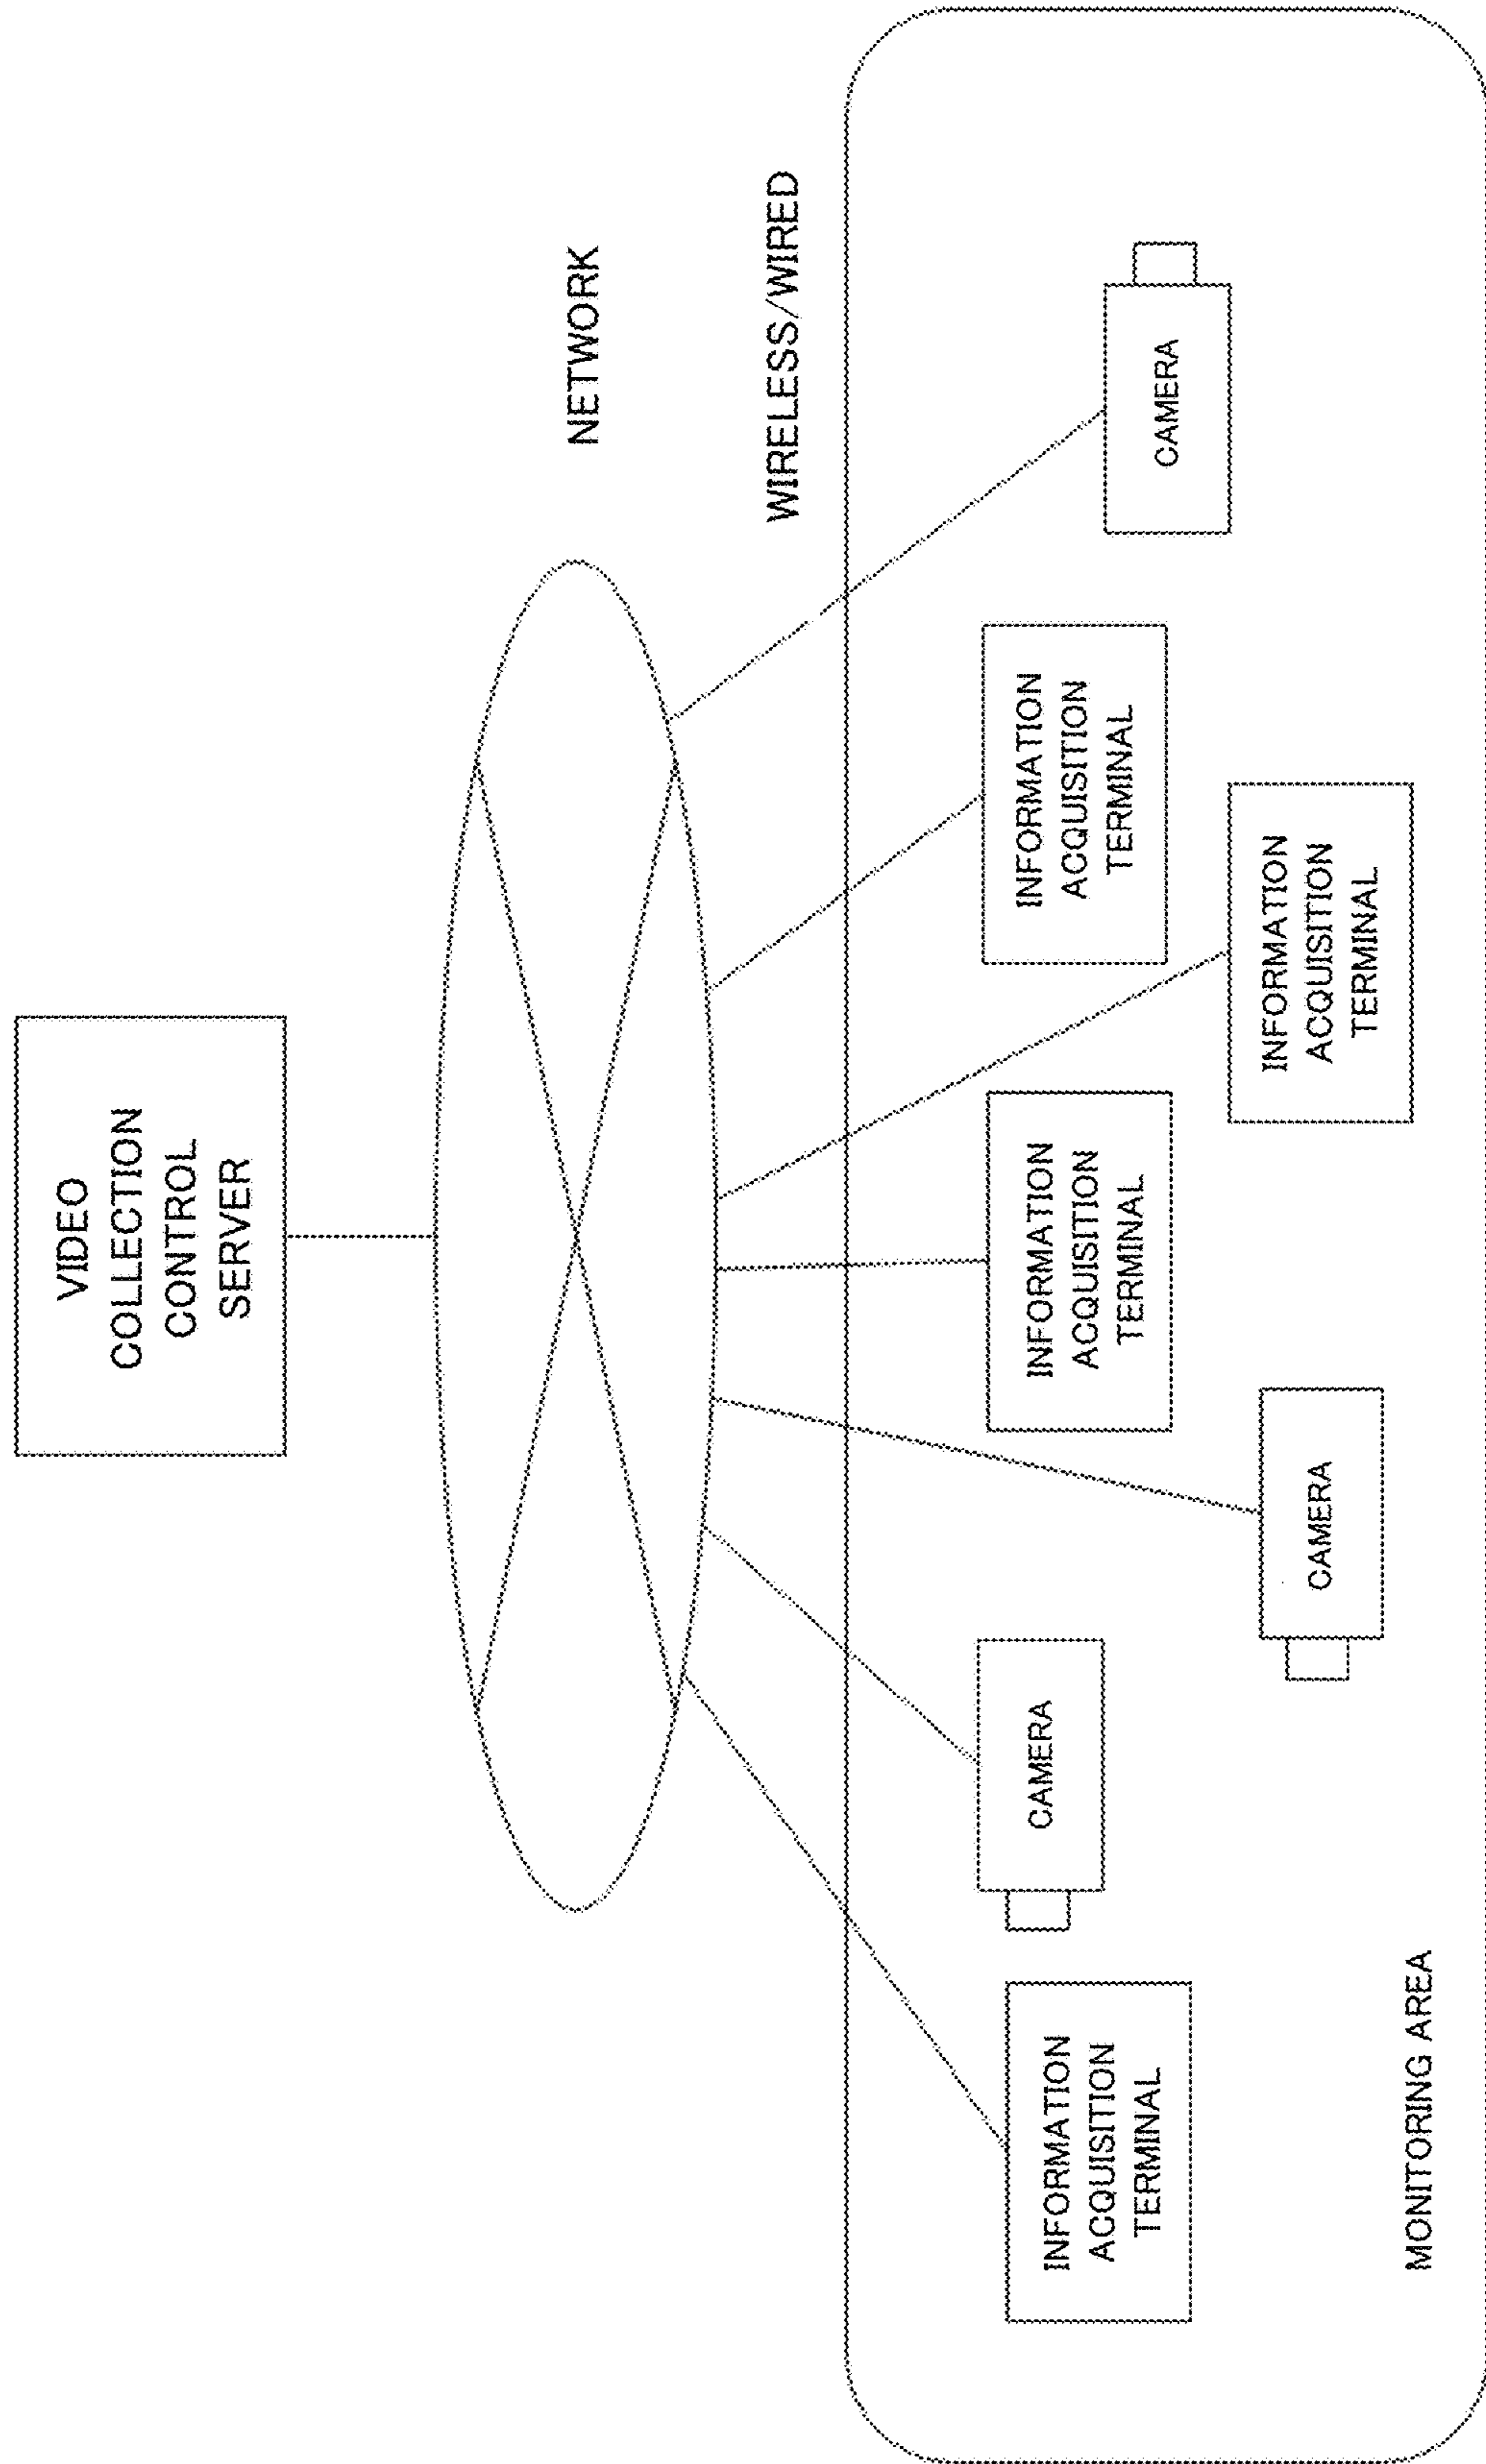 VIDEO
COLLECTION
CONTROL
SERVER
NETWORK
WIRELESS/WIRED
INFORMATION
ACQUISITION
TERMINAL
CAMERA
CAMERA
INFORMATION
ACQUISITION
TERMINAL
INFORMATION
ACQUISITION
TERMINAL
INFORMATION
ACQUISITION
TERMINAL
CAMERA
MONITORING AREA